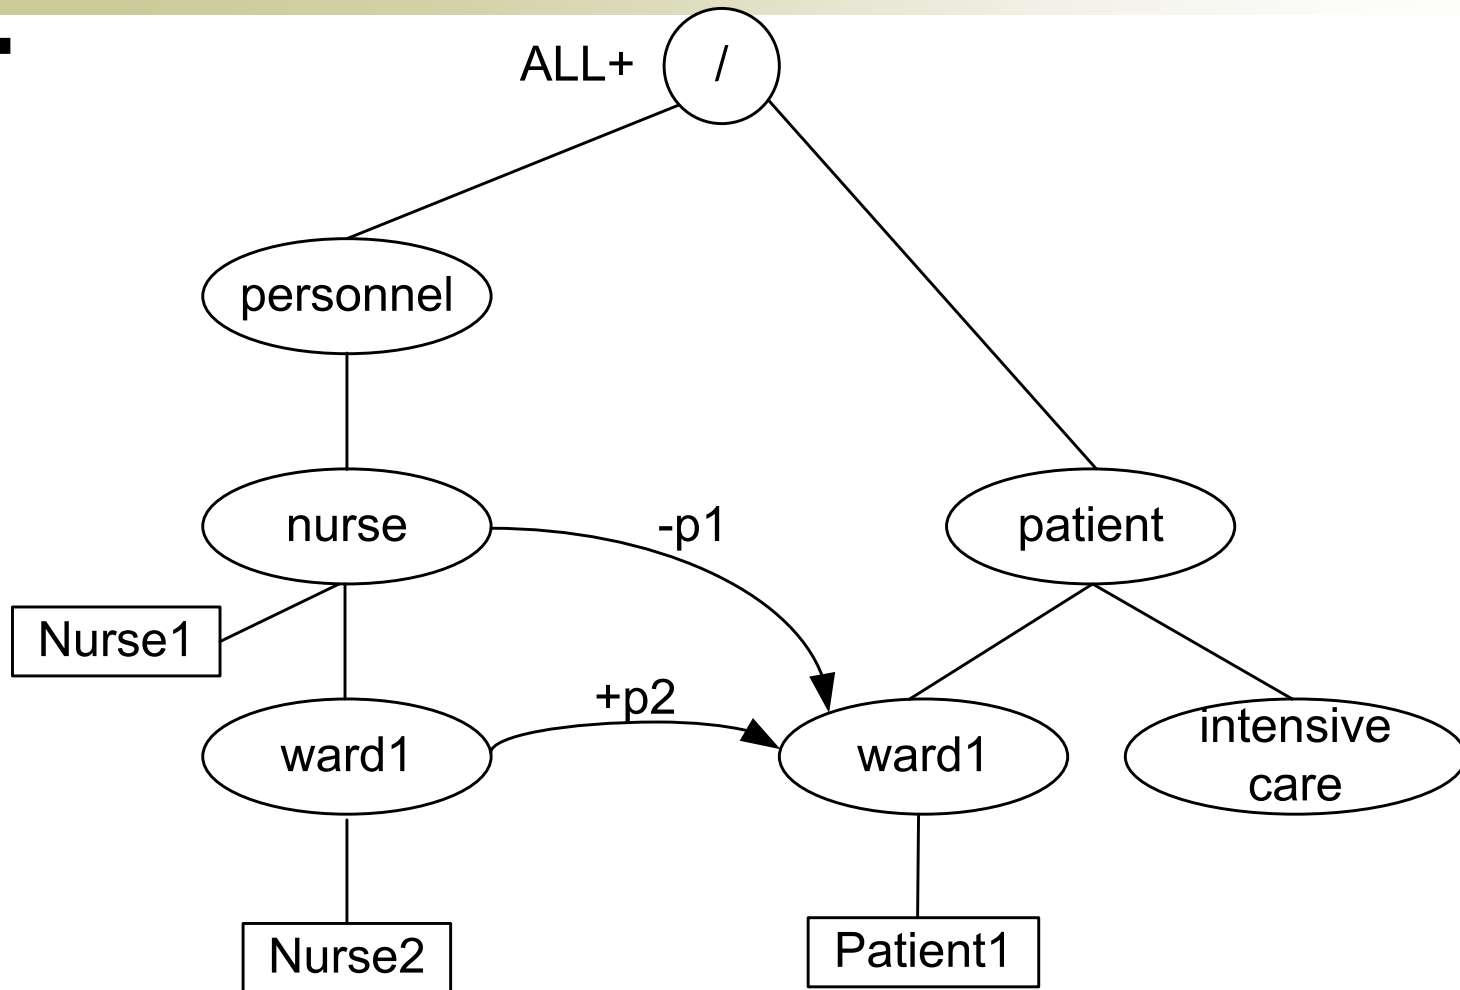 ALL+ /
personnel
nurse
-p1
patient
Nurse1
+p2
ward1
ward1
intensive
care
Nurse2
Patient1